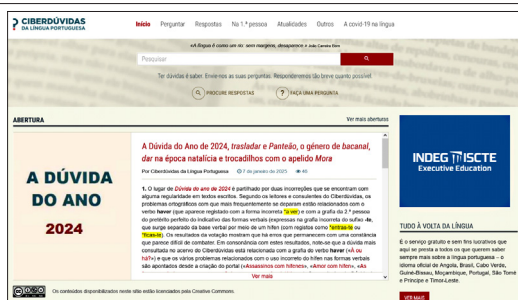 CIBERDÚVIDAS
DA LÍNGUA PORTUGUESA
Início Perguntar Respostas Na 1.ª pessoa Atualidades Outros A covid-19 na língua
«A língua é como um rio: sem margens, desaparece.» João Carreira Bom
Pesquisar
Ter dúvidas é saber. Envie-nos as suas perguntas. Responderemos tão breve quanto possível.
PROCURE RESPOSTAS ? FAÇA UMA PERGUNTA
ABERTURA Ver mais aberturas
A DÚVIDA
DO ANO
2024
A Dúvida do Ano de 2024, trasladar e Panteão, o género de bacanal,
dar na época natalícia e trocadilhos com o apelido Mora
Por Ciberdúvidas da Língua Portuguesa 7 de janeiro de 2025 4K
1. O lugar de Dúvida do ano de 2024 é partilhado por duas incorreções que se encontram com
alguma regularidade em textos escritos. Segundo os leitores e consulentes do Ciberdúvidas, os
problemas ortográficos com que mais frequentemente se deparam estão relacionados com o
verbo haver (que aparece registado com a forma incorreta *a ver) e com a grafia da 2.ª pessoa
do pretérito perfeito do indicativo das formas verbais (expressas na grafia incorreta do sufixo -te,
que surge separado da base verbal por meio de um hífen (com registos como *entras-te ou
*ficas-te). Os resultados da votação mostram que há erros que permanecem com uma constância
que parece difícil de combater. Em consonância com estes resultados, note-se que a dúvida mais
consultada no acervo do Ciberdúvidas está relacionada com a grafia do verbo haver («À ou
há?») e que os vários problemas relacionados com o uso incorreto do hífen nas formas verbais
são apontados desde a criação do portal («Assassinos com hífenes», «Amor com hífen», «As
Ver mais
INDEG ISCTE
Executive Education
TUDO À VOLTA DA LÍNGUA
É o serviço gratuito e sem fins lucrativos que
aqui se presta a todos os que querem saber
sempre mais sobre a língua portuguesa – o
idioma oficial de Angola, Brasil, Cabo Verde,
Guiné-Bissau, Moçambique, Portugal, São Tomé
e Príncipe e Timor-Leste.
VER MAIS
Os conteúdos disponibilizados neste sítio estão licenciados pela Creative Commons.